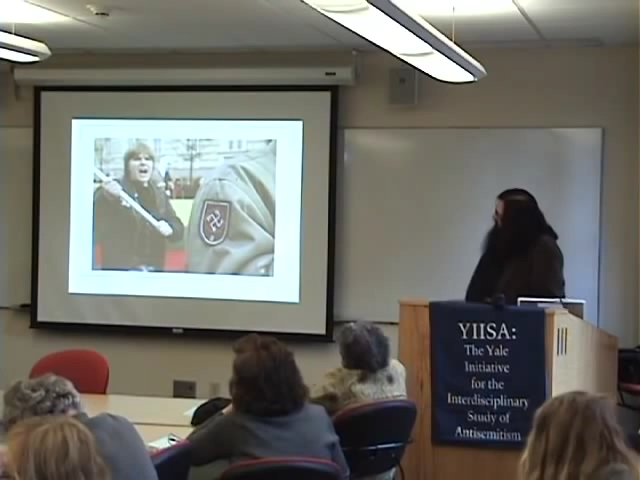 YIISA:
The Yale
Initiative
for the
Interdisciplinary
Study of
Antisemitism